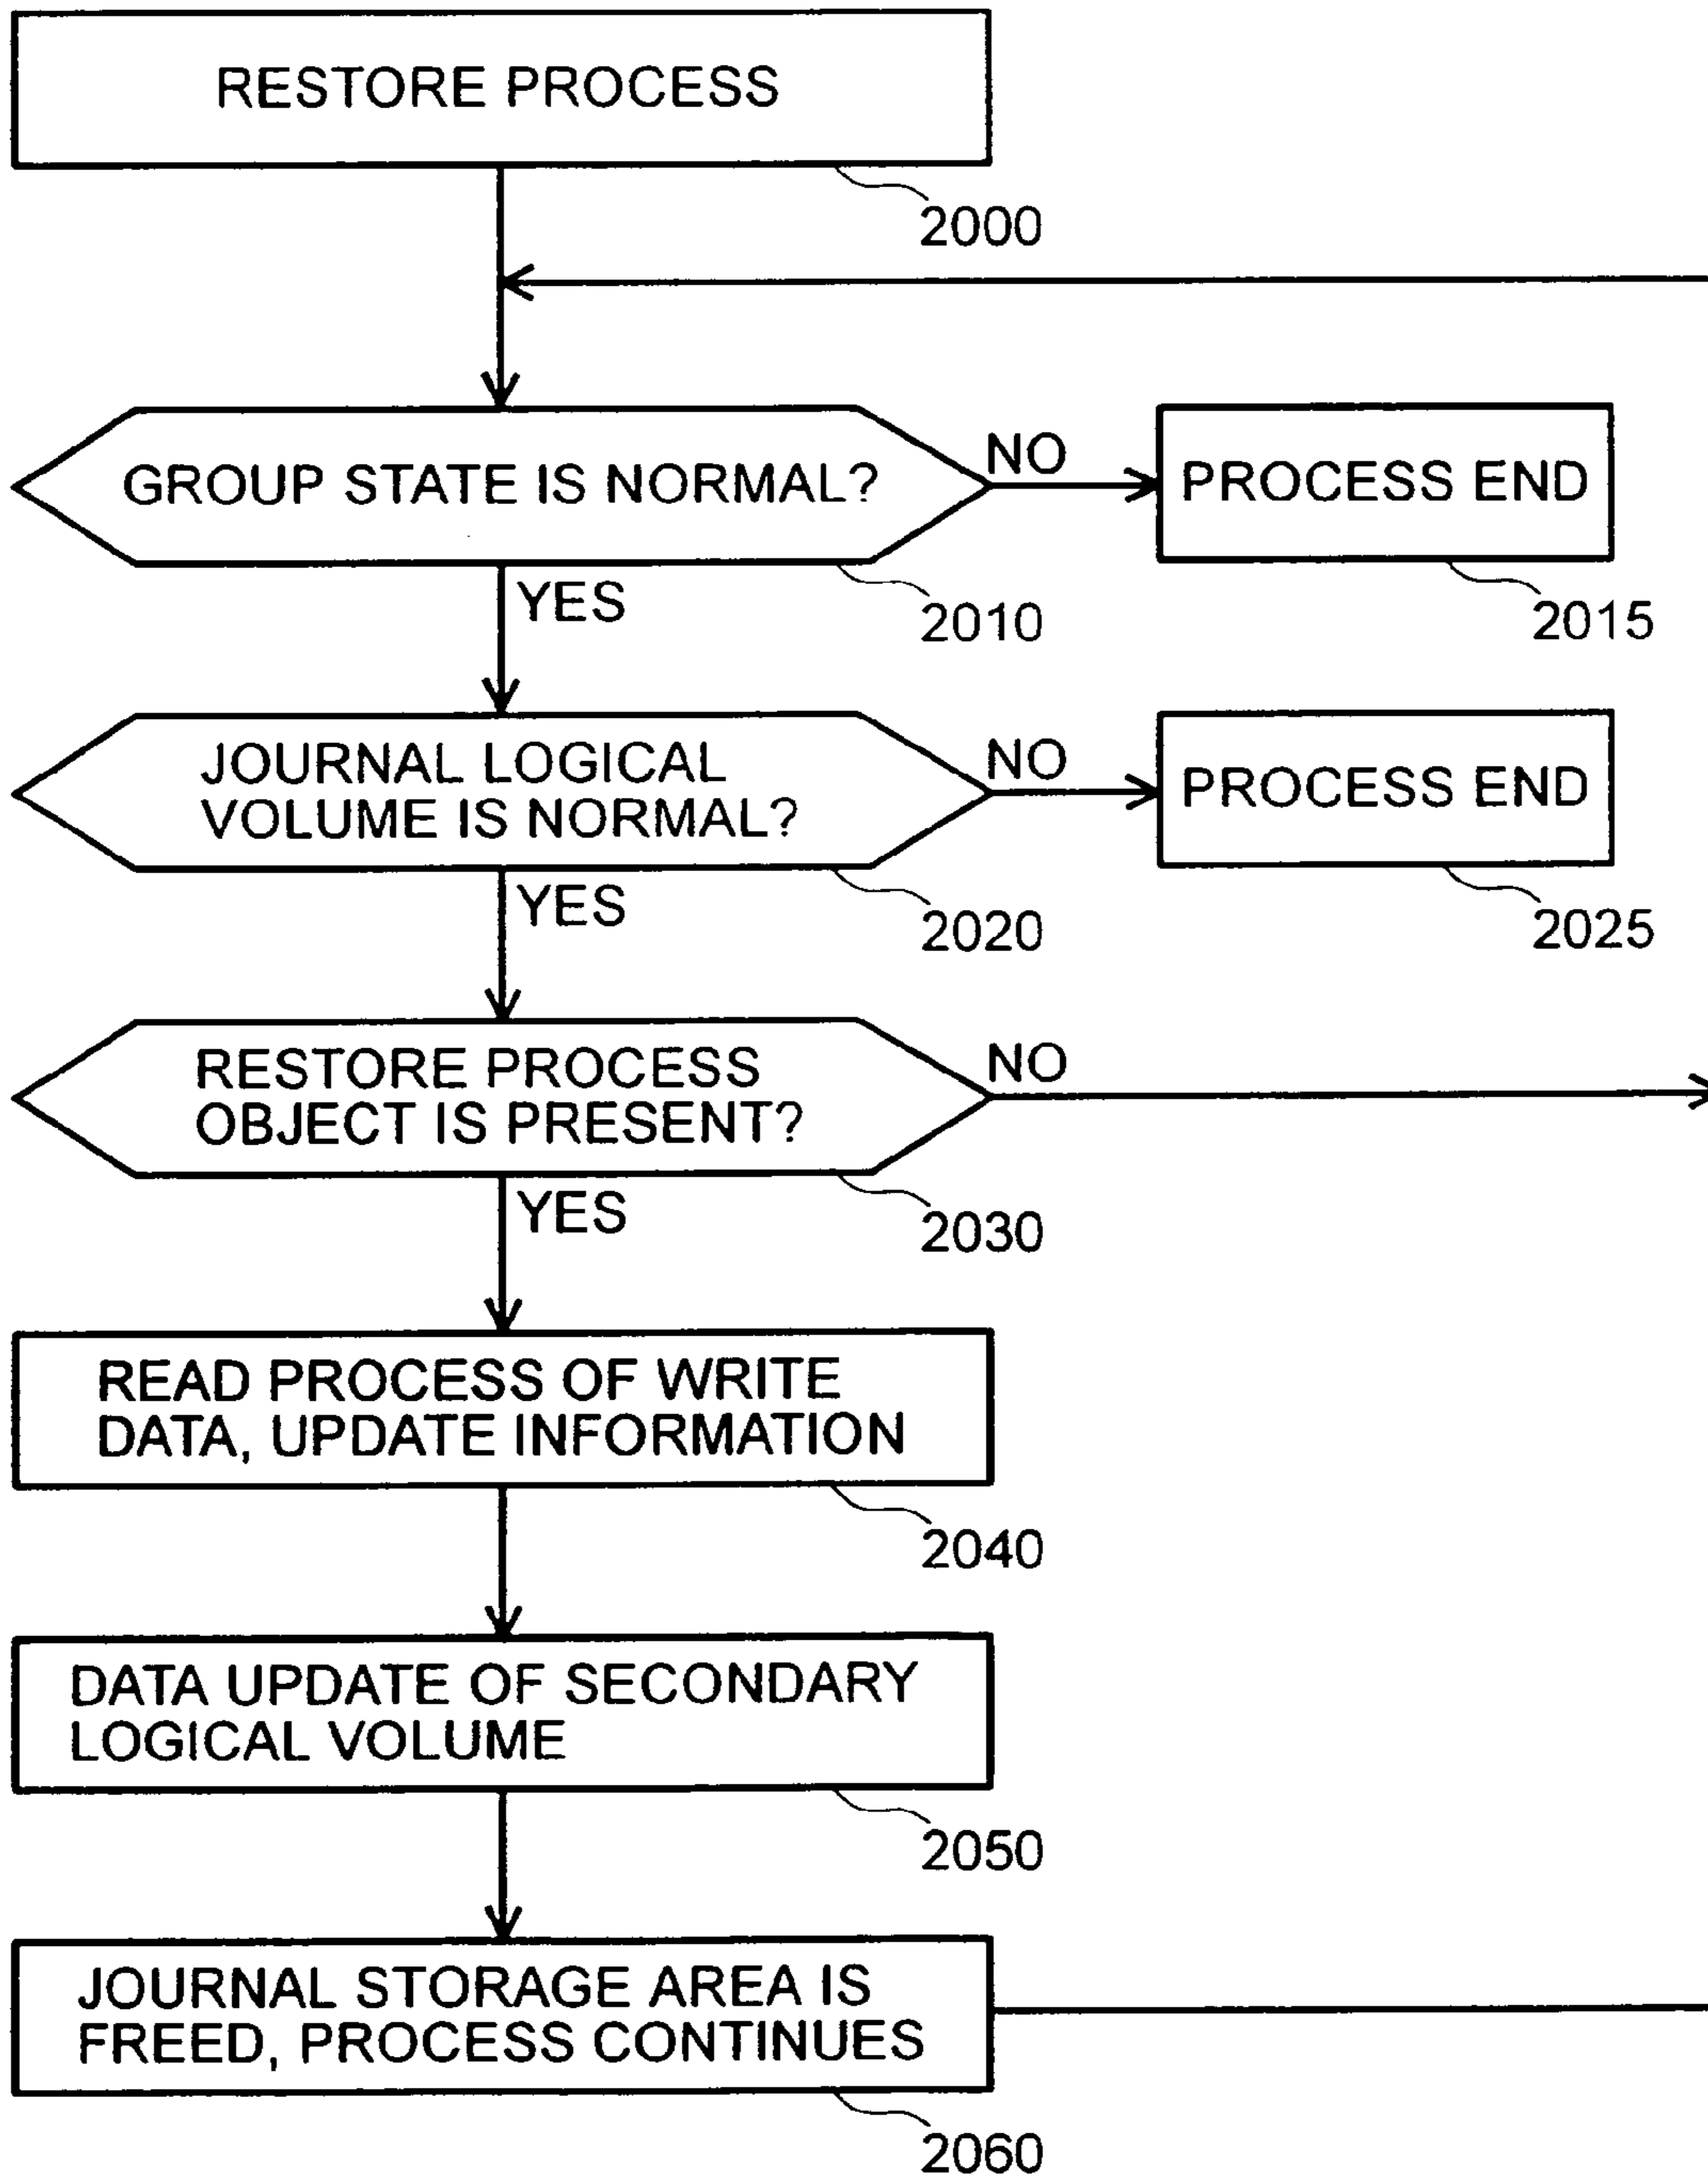 RESTORE PROCESS
2000
GROUP STATE IS NORMAL?
NO
PROCESS END
YES
2010
2015
JOURNAL LOGICAL
VOLUME IS NORMAL?
NO
PROCESS END
YES
2020
2025
RESTORE PROCESS
OBJECT IS PRESENT?
NO
YES
2030
READ PROCESS OF WRITE
DATA, UPDATE INFORMATION
2040
DATA UPDATE OF SECONDARY
LOGICAL VOLUME
2050
JOURNAL STORAGE AREA IS
FREED, PROCESS CONTINUES
2060